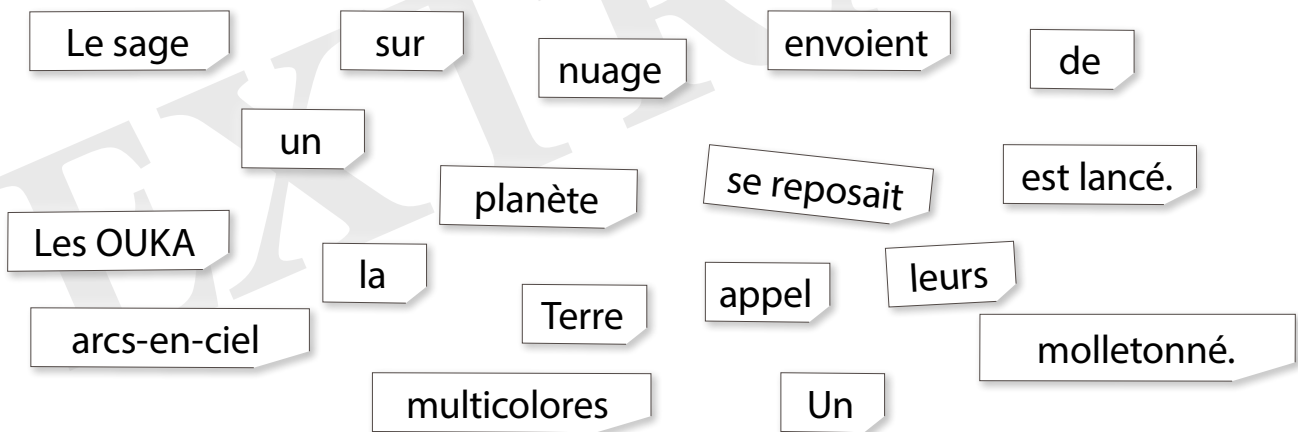 Le sage
sur
nuage
envoient
de
un
planète
se reposait
est lancé.
Les OUKA
la
Terre
appel
leurs
arcs-en-ciel
molletonné.
multicolores
Un